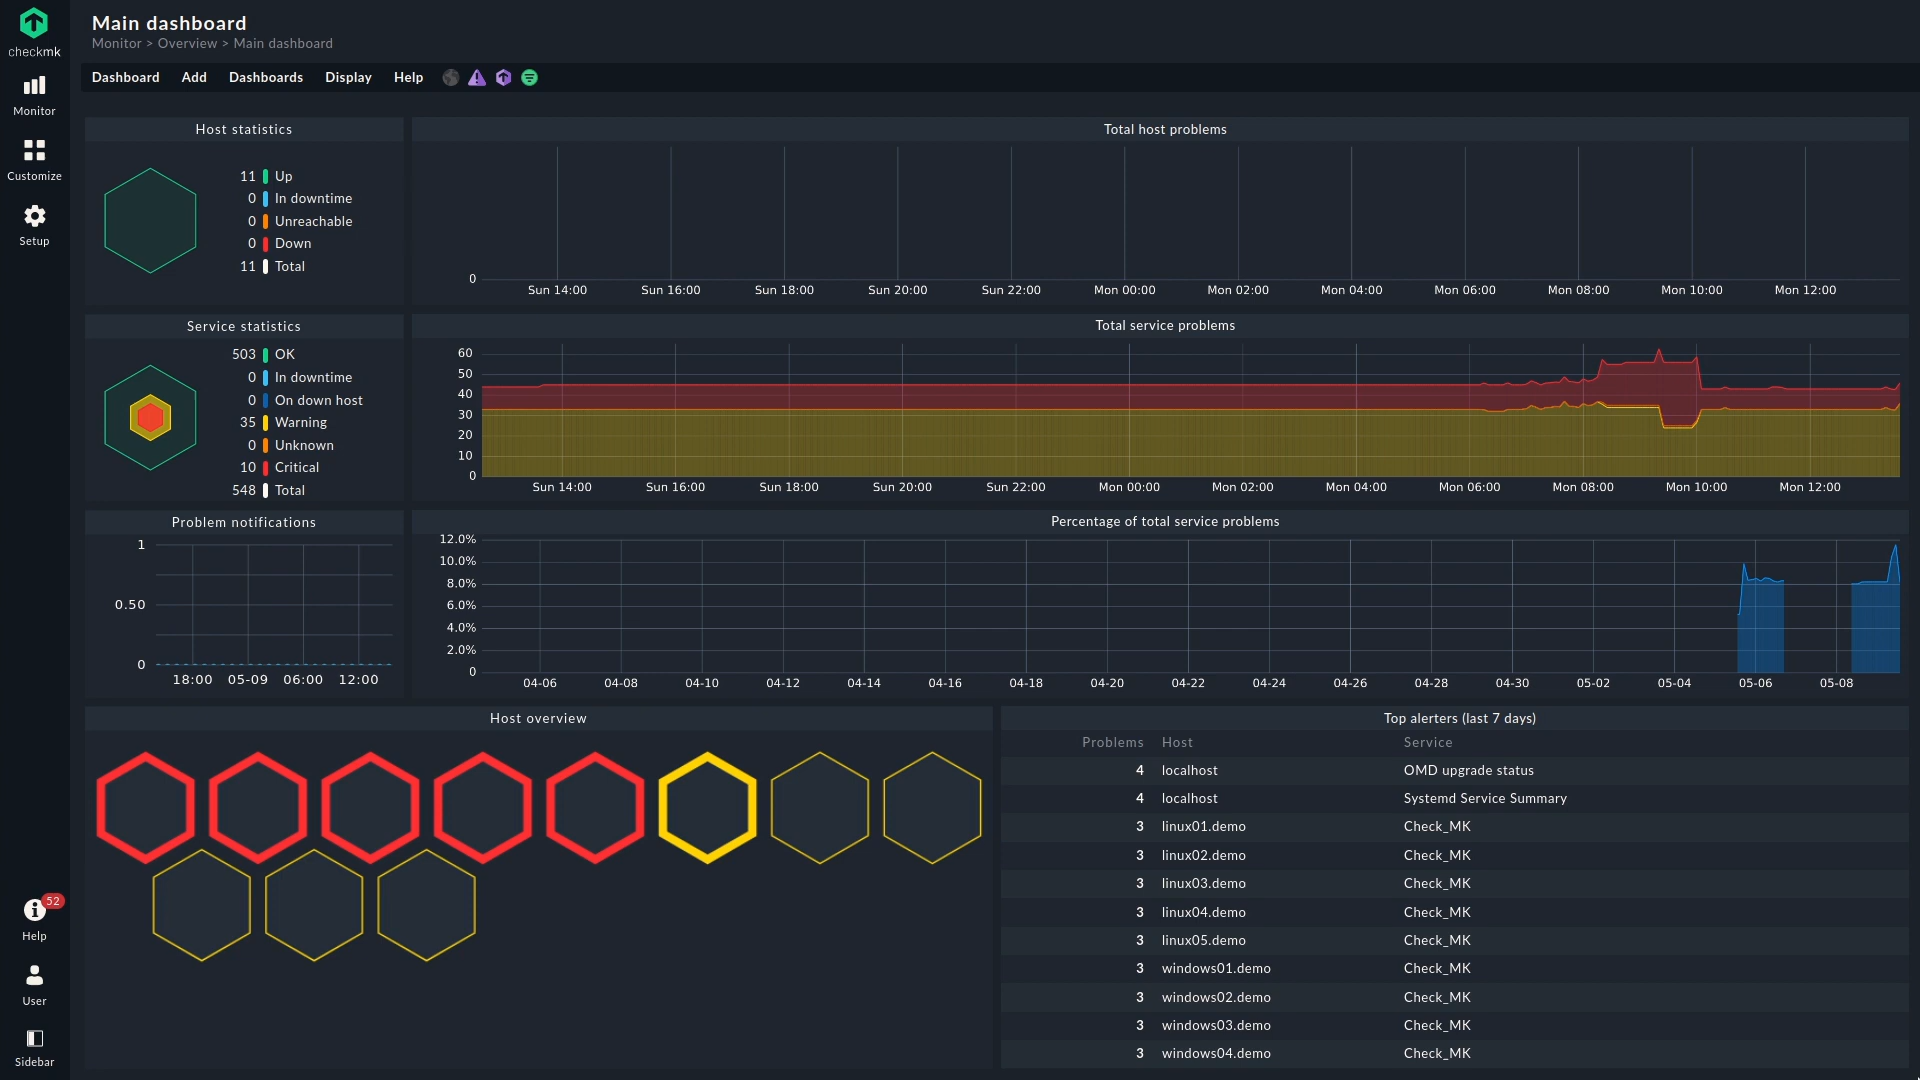 checkmk
Monitor
Customize
Setup
52
Help
User
Sidebar
Main dashboard
Monitor > Overview > Main dashboard
Dashboard Add Dashboards Display Help
Host statistics
11 Up
0 In downtime
0 Unreachable
0 Down
11 Total
Total host problems
0
Sun 14:00 Sun 16:00 Sun 18:00 Sun 20:00 Sun 22:00 Mon 00:00 Mon 02:00 Mon 04:00 Mon 06:00 Mon 08:00 Mon 10:00 Mon 12:00
Service statistics
503 OK
0 In downtime
0 On down host
35 Warning
0 Unknown
10 Critical
548 Total
Total service problems
60
50
40
30
20
10
0
Sun 14:00 Sun 16:00 Sun 18:00 Sun 20:00 Sun 22:00 Mon 00:00 Mon 02:00 Mon 04:00 Mon 06:00 Mon 08:00 Mon 10:00 Mon 12:00
Problem notifications
1
0.50
0
18:00 05-09 06:00 12:00
Percentage of total service problems
12.0%
10.0%
8.0%
6.0%
4.0%
2.0%
0
04-06 04-08 04-10 04-12 04-14 04-16 04-18 04-20 04-22 04-24 04-26 04-28 04-30 05-02 05-04 05-06 05-08
Host overview
Top alerters (last 7 days)
Problems Host Service
4 localhost OMD upgrade status
4 localhost Systemd Service Summary
3 linux01.demo Check_MK
3 linux02.demo Check_MK
3 linux03.demo Check_MK
3 linux04.demo Check_MK
3 linux05.demo Check_MK
3 windows01.demo Check_MK
3 windows02.demo Check_MK
3 windows03.demo Check_MK
3 windows04.demo Check_MK